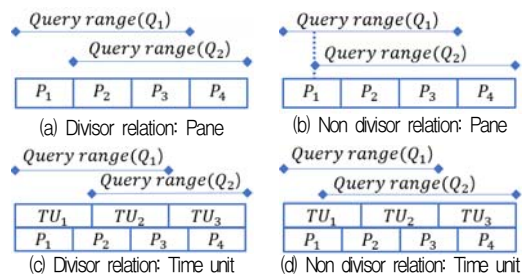 Query range(Q₁)
Query range(Q₂)
P₁ P₂ P₃ P₄
(a) Divisor relation: Pane
Query range(Q₁)
Query range(Q₂)
P₁ P₂ P₃ P₄
(b) Non divisor relation: Pane
Query range(Q₁)
Query range(Q₂)
TU₁ TU₂ TU₃
P₁ P₂ P₃ P₄
(c) Divisor relation: Time unit
Query range(Q₁)
Query range(Q₂)
TU₁ TU₂ TU₃
P₁ P₂ P₃ P₄
(d) Non divisor relation: Time unit